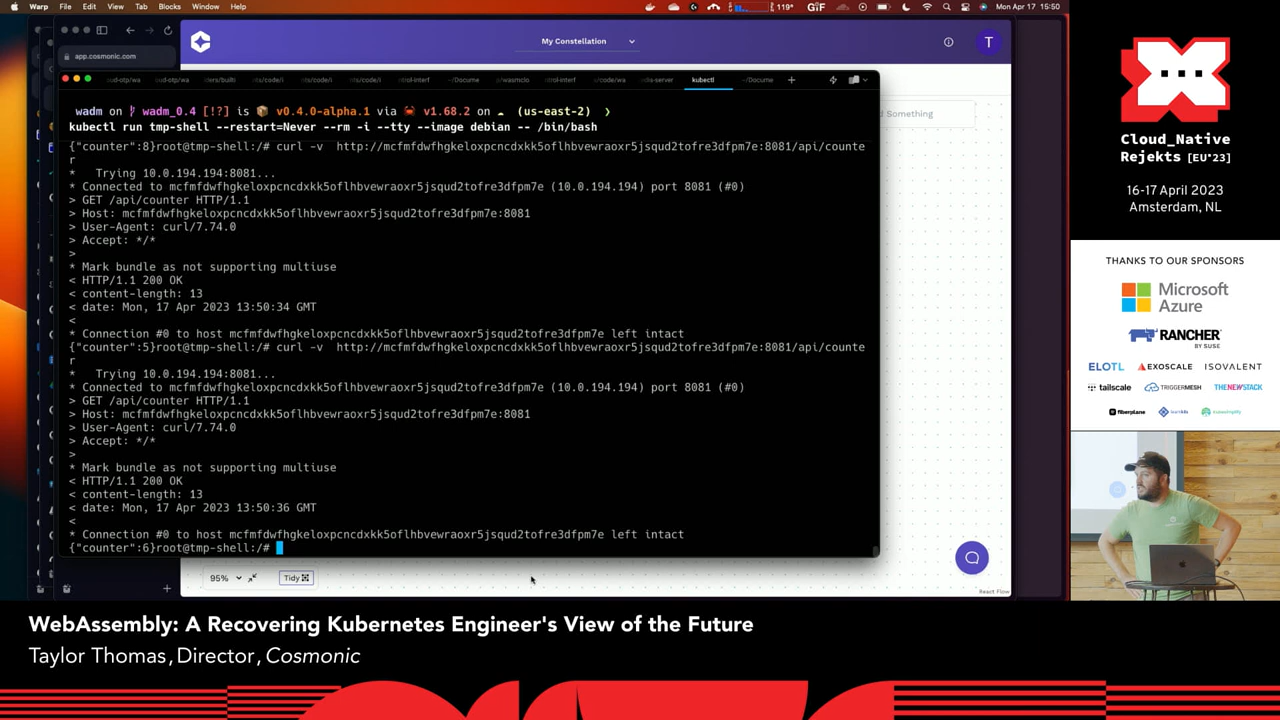 Warp File Edit View Tab Blocks Window Help
119° GIF Mon Apr 17 15:50
app.cosmonic.com
My Constellation
T
kubectl
wadm on wadm_0.4 [!?] is v0.4.0-alpha.1 via v1.68.2 on (us-east-2) ❯
kubectl run tmp-shell --restart=Never --rm -i --tty --image debian -- /bin/bash
d Something
{"counter":8}root@tmp-shell:/# curl -v http://mcfmfdwfhgkeloxpcncdxkk5oflhbvewraoxr5jsqud2tofre3dfpm7e:8081/api/counte
r
* Trying 10.0.194.194:8081...
* Connected to mcfmfdwfhgkeloxpcncdxkk5oflhbvewraoxr5jsqud2tofre3dfpm7e (10.0.194.194) port 8081 (#0)
> GET /api/counter HTTP/1.1
> Host: mcfmfdwfhgkeloxpcncdxkk5oflhbvewraoxr5jsqud2tofre3dfpm7e:8081
> User-Agent: curl/7.74.0
> Accept: */*
>
* Mark bundle as not supporting multiuse
< HTTP/1.1 200 OK
< content-length: 13
< date: Mon, 17 Apr 2023 13:50:34 GMT
<
* Connection #0 to host mcfmfdwfhgkeloxpcncdxkk5oflhbvewraoxr5jsqud2tofre3dfpm7e left intact
{"counter":5}root@tmp-shell:/# curl -v http://mcfmfdwfhgkeloxpcncdxkk5oflhbvewraoxr5jsqud2tofre3dfpm7e:8081/api/counte
r
* Trying 10.0.194.194:8081...
* Connected to mcfmfdwfhgkeloxpcncdxkk5oflhbvewraoxr5jsqud2tofre3dfpm7e (10.0.194.194) port 8081 (#0)
> GET /api/counter HTTP/1.1
> Host: mcfmfdwfhgkeloxpcncdxkk5oflhbvewraoxr5jsqud2tofre3dfpm7e:8081
> User-Agent: curl/7.74.0
> Accept: */*
>
* Mark bundle as not supporting multiuse
< HTTP/1.1 200 OK
< content-length: 13
< date: Mon, 17 Apr 2023 13:50:36 GMT
<
* Connection #0 to host mcfmfdwfhgkeloxpcncdxkk5oflhbvewraoxr5jsqud2tofre3dfpm7e left intact
{"counter":6}root@tmp-shell:/#
95% Tidy
React Flow
Cloud_Native
Rejekts [EU'23]
16-17 April 2023
Amsterdam, NL
THANKS TO OUR SPONSORS
Microsoft
Azure
RANCHER
BY SUSE
ELOTL EXOSCALE ISOVALENT
tailscale TRIGGERMESH THENEWSTACK
fiberplane
WebAssembly: A Recovering Kubernetes Engineer's View of the Future
Taylor Thomas, Director, Cosmonic